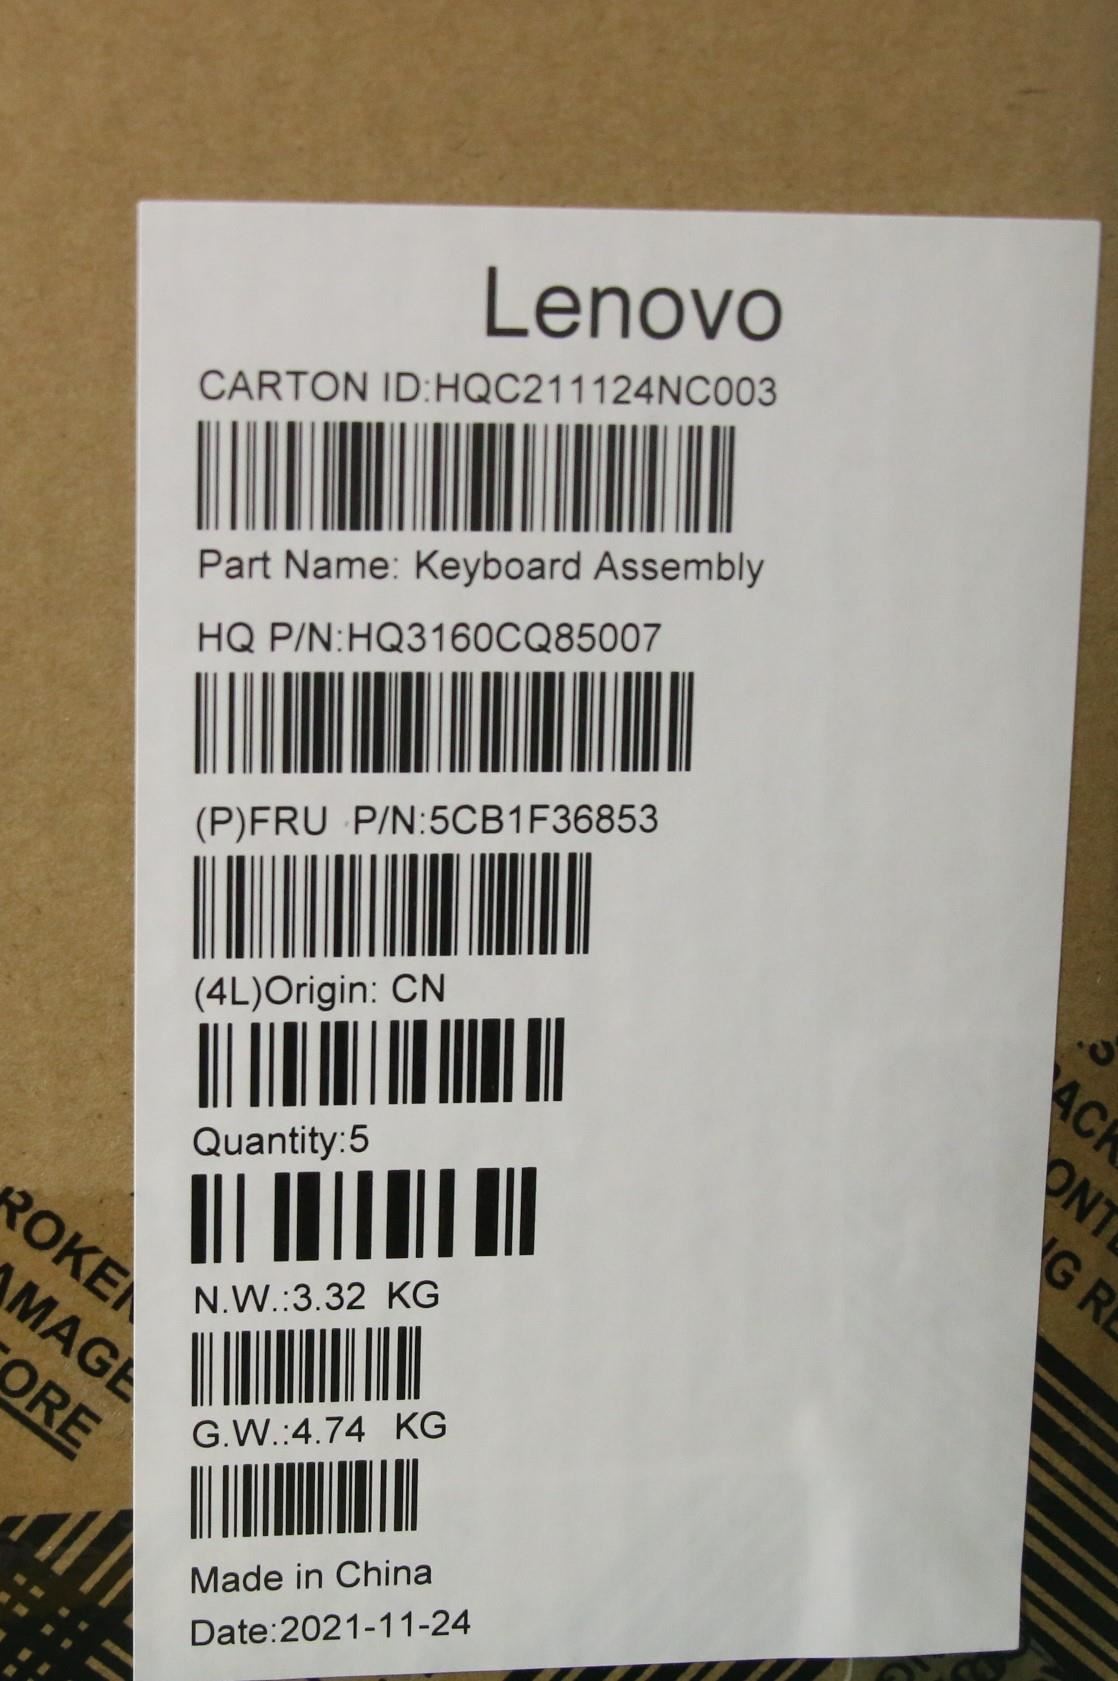 Lenovo
CARTON ID:HQC211124NC003
Part Name: Keyboard Assembly
HQ P/N:HQ3160CQ85007
(P)FRU P/N:5CB1F36853
(4L)Origin: CN
Quantity:5
N.W.:3.32 KG
G.W.:4.74 KG
Made in China
Date:2021-11-24